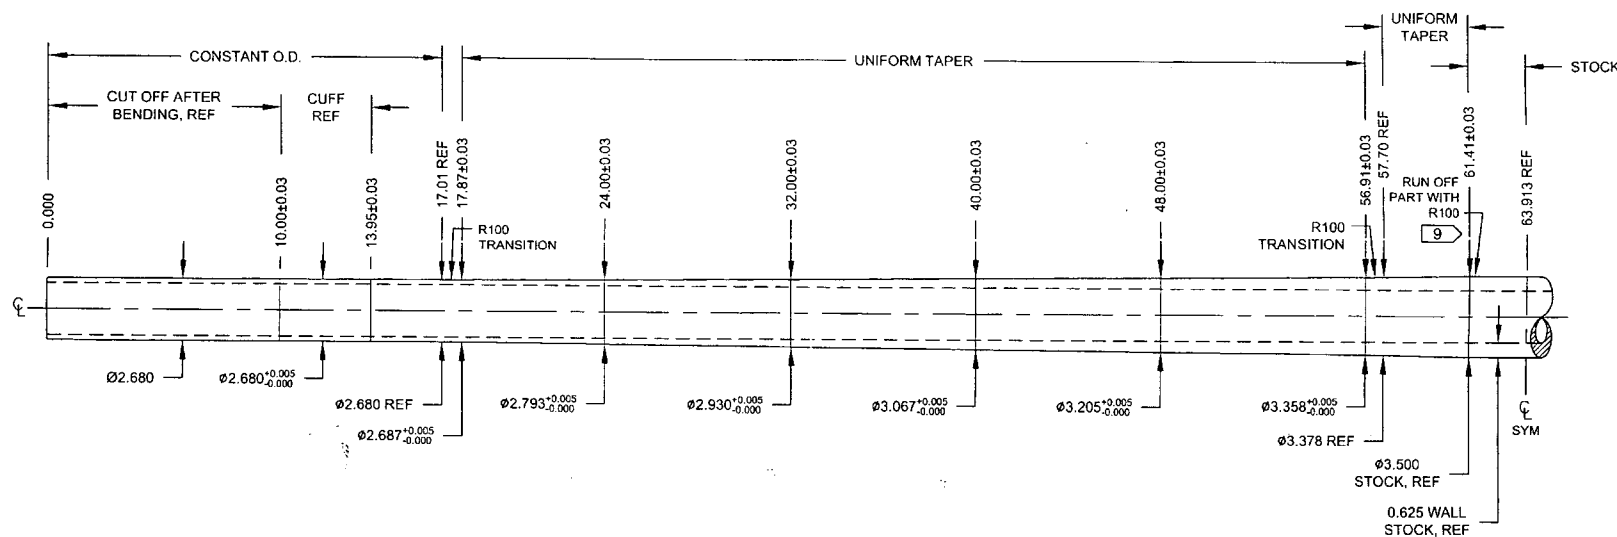 UNIFORM
TAPER
CONSTANT O.D.
UNIFORM TAPER
STOCK
CUT OFF AFTER
BENDING, REF
CUFF
REF
0.000
10.00±0.03
13.95±0.03
17.01 REF
17.87±0.03
24.00±0.03
32.00±0.03
40.00±0.03
48.00±0.03
56.91±0.03
57.70 REF
61.41±0.03
63.913 REF
R100
TRANSITION
R100
TRANSITION
RUN OFF
PART WITH
R100
9
℄
Ø2.680
ø2.680+0.005
-0.000
ø2.680 REF
ø2.687+0.005
-0.000
ø2.793+0.005
-0.000
ø2.930+0.005
-0.000
ø3.067+0.005
-0.000
ø3.205+0.005
-0.000
ø3.358+0.005
-0.000
ø3.378 REF
ø3.500
STOCK, REF
0.625 WALL
STOCK, REF
℄
SYM